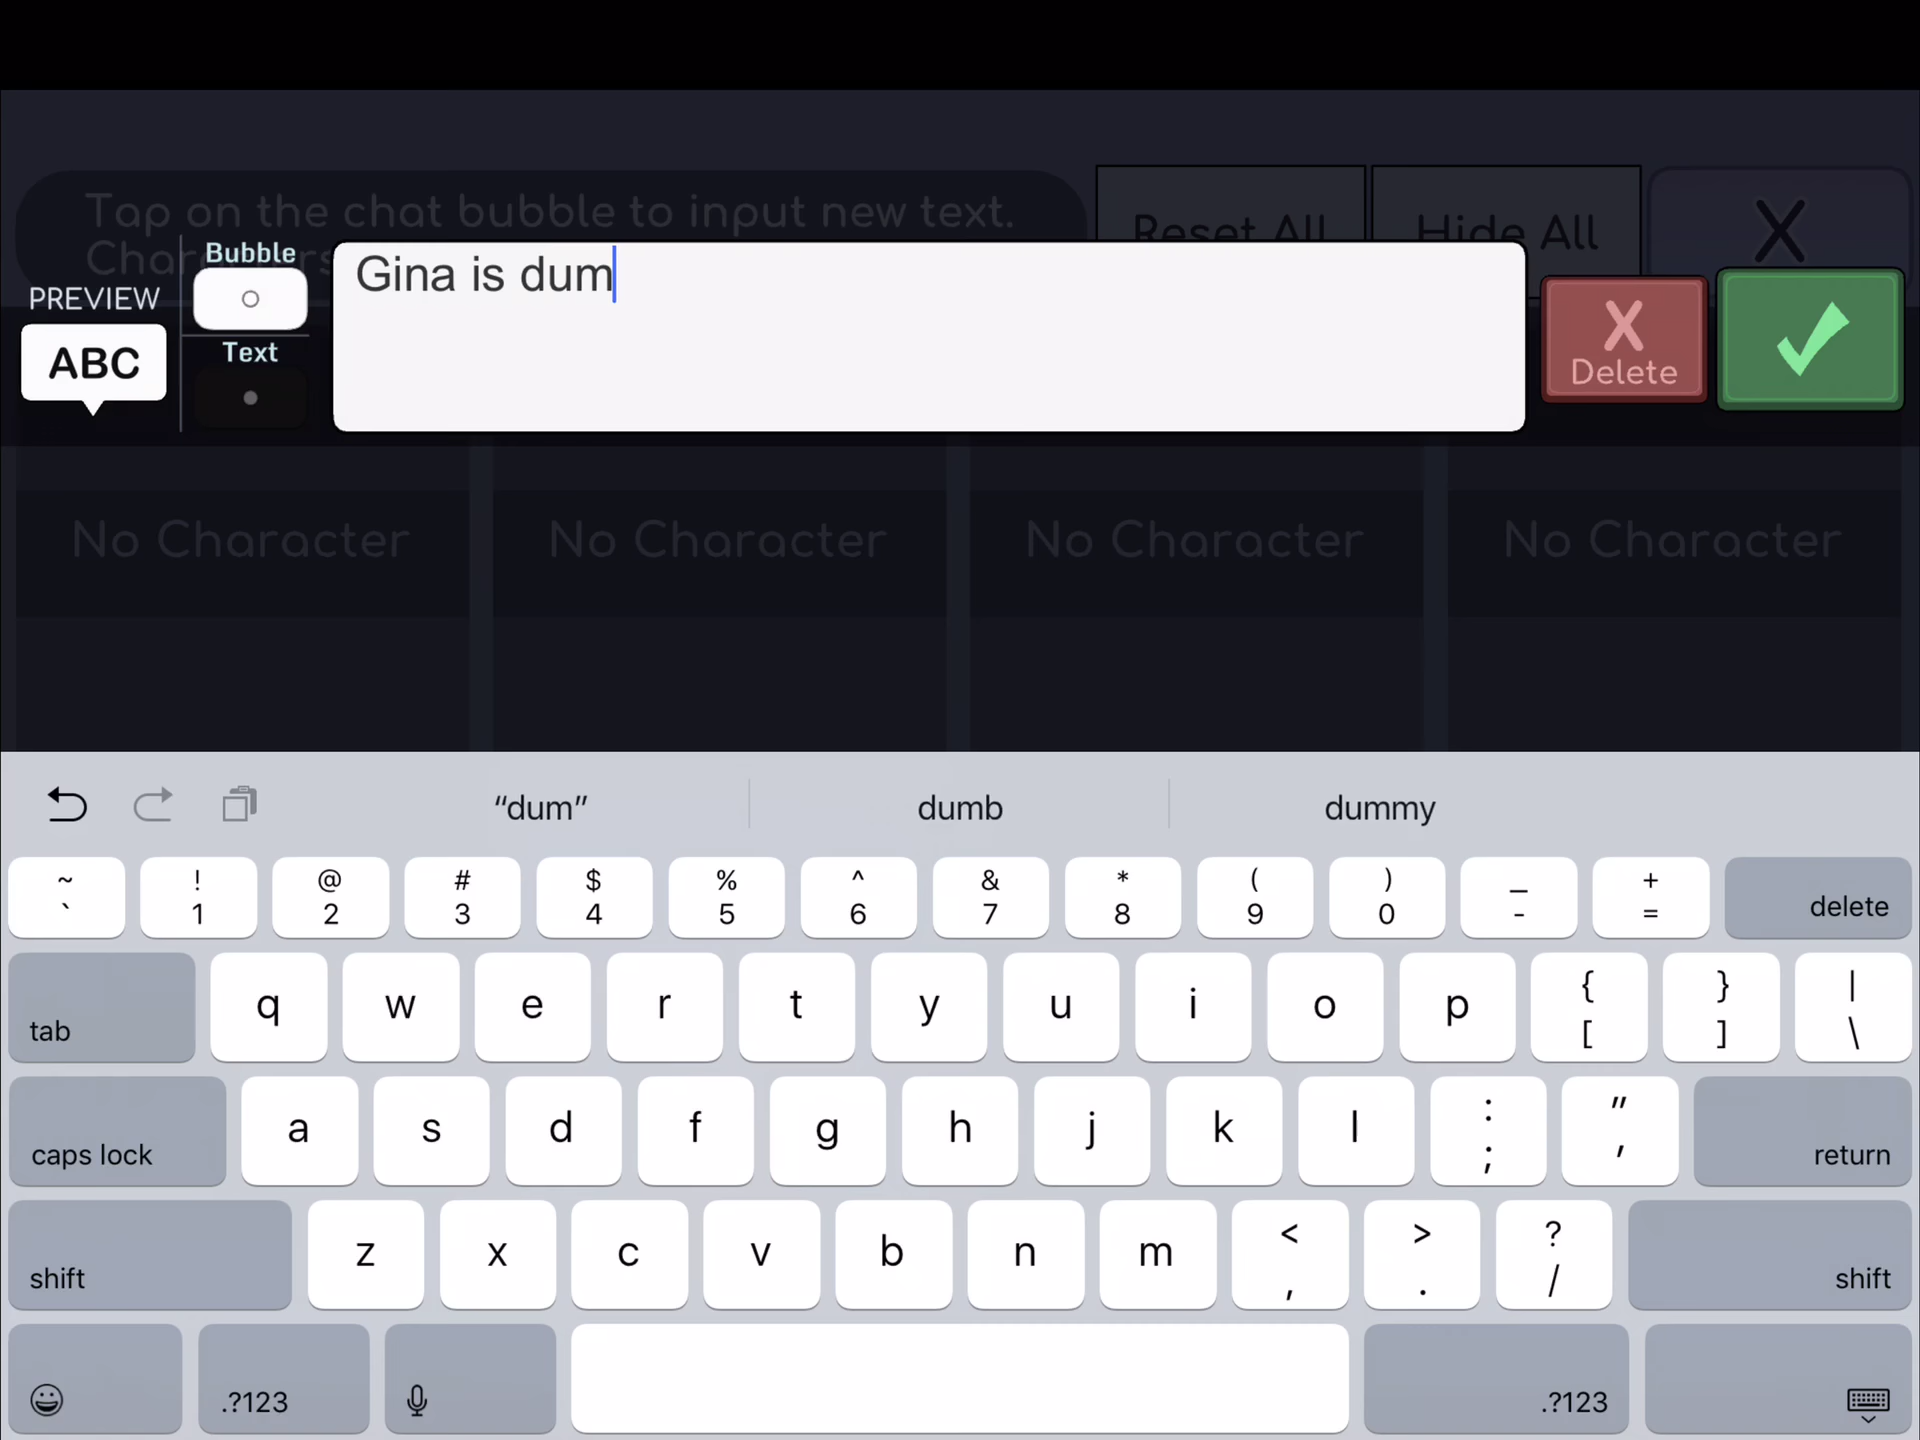 Tap on the chat bubble to input new text.
Characters
Reset All
Hide All
X
Bubble
PREVIEW
ABC
Text
Gina is dum
X
Delete
No Character
No Character
No Character
No Character
“dum”
dumb
dummy
~ ! @ # $ % ^ & * ( ) _ +
` 1 2 3 4 5 6 7 8 9 0 - = delete
tab q w e r t y u i o p { [ } ] | \
caps lock a s d f g h j k l : ; " ' return
shift z x c v b n m < , > . ? / shift
.?123 .?123